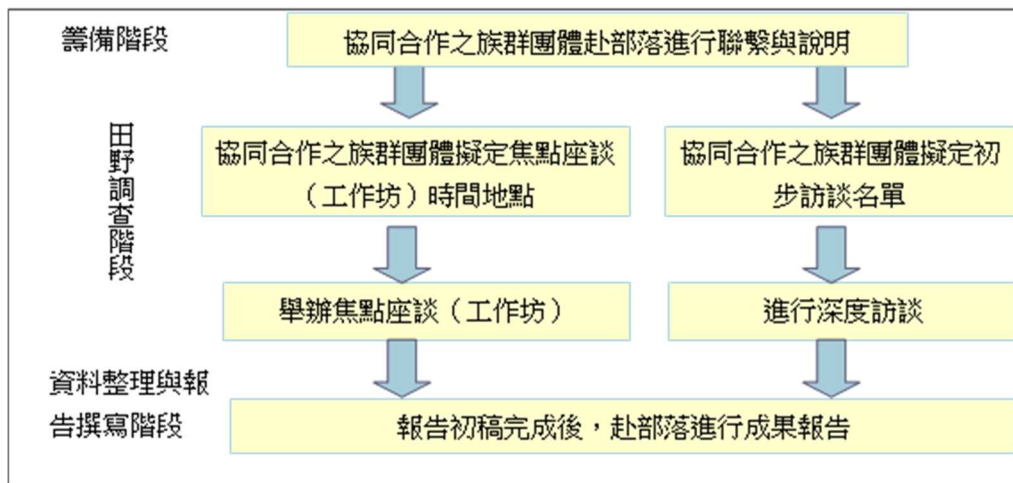 籌備階段
協同合作之族群團體赴部落進行聯繫與說明
田野調查階段
協同合作之族群團體擬定焦點座談
（工作坊）時間地點
協同合作之族群團體擬定初
步訪談名單
舉辦焦點座談（工作坊）
進行深度訪談
資料整理與報
告撰寫階段
報告初稿完成後，赴部落進行成果報告